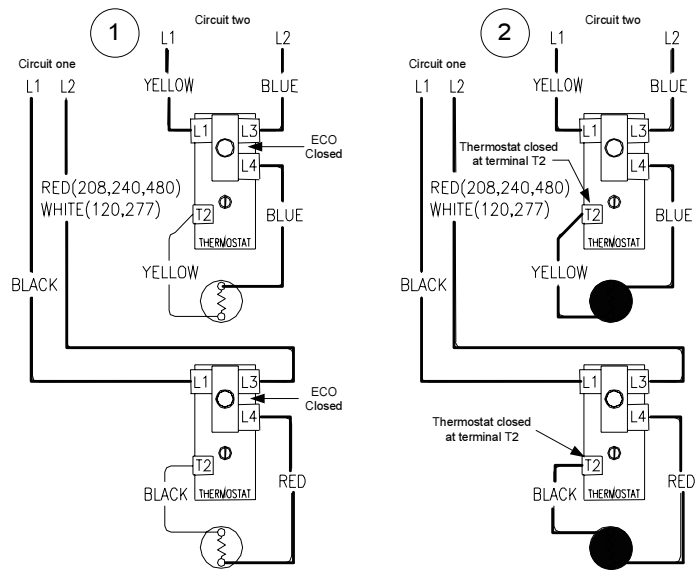 1
Circuit two
L1
L2
Circuit one
L1
L2
YELLOW
BLUE
L1
L3
ECO
Closed
L4
RED(208,240,480)
WHITE(120,277)
T2
BLUE
THERMOSTAT
YELLOW
BLACK
L1
L3
ECO
Closed
L4
T2
RED
BLACK
THERMOSTAT
2
Circuit two
L1
L2
Circuit one
L1
L2
YELLOW
BLUE
L1
L3
Thermostat closed
at terminal T2
L4
RED(208,240,480)
WHITE(120,277)
T2
BLUE
THERMOSTAT
YELLOW
BLACK
L1
L3
L4
Thermostat closed
at terminal T2
T2
RED
BLACK
THERMOSTAT